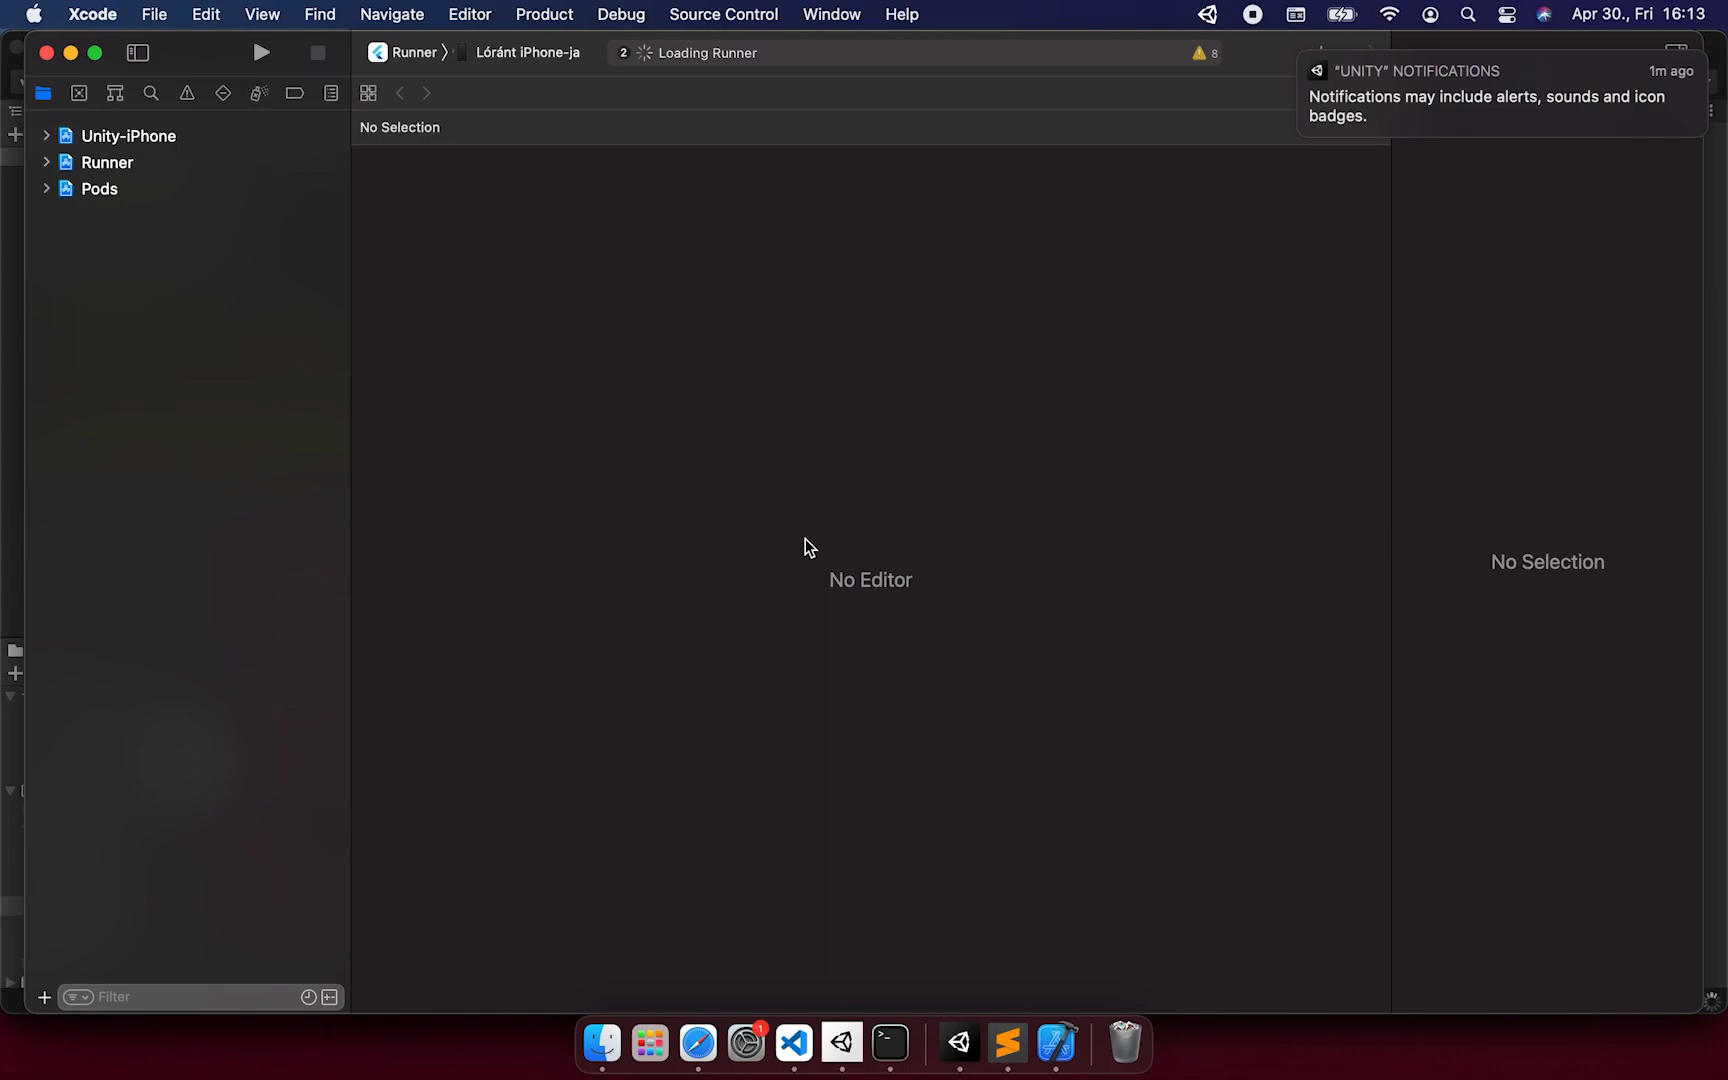 Xcode File Edit View Find Navigate Editor Product Debug Source Control Window Help Apr 30., Fri 16:13
Runner 〉 Lóránt iPhone-ja 2 Loading Runner 8
"UNITY" NOTIFICATIONS 1m ago
Notifications may include alerts, sounds and icon
badges.
No Selection
Unity-iPhone
Runner
Pods
No Editor
No Selection
Filter
1